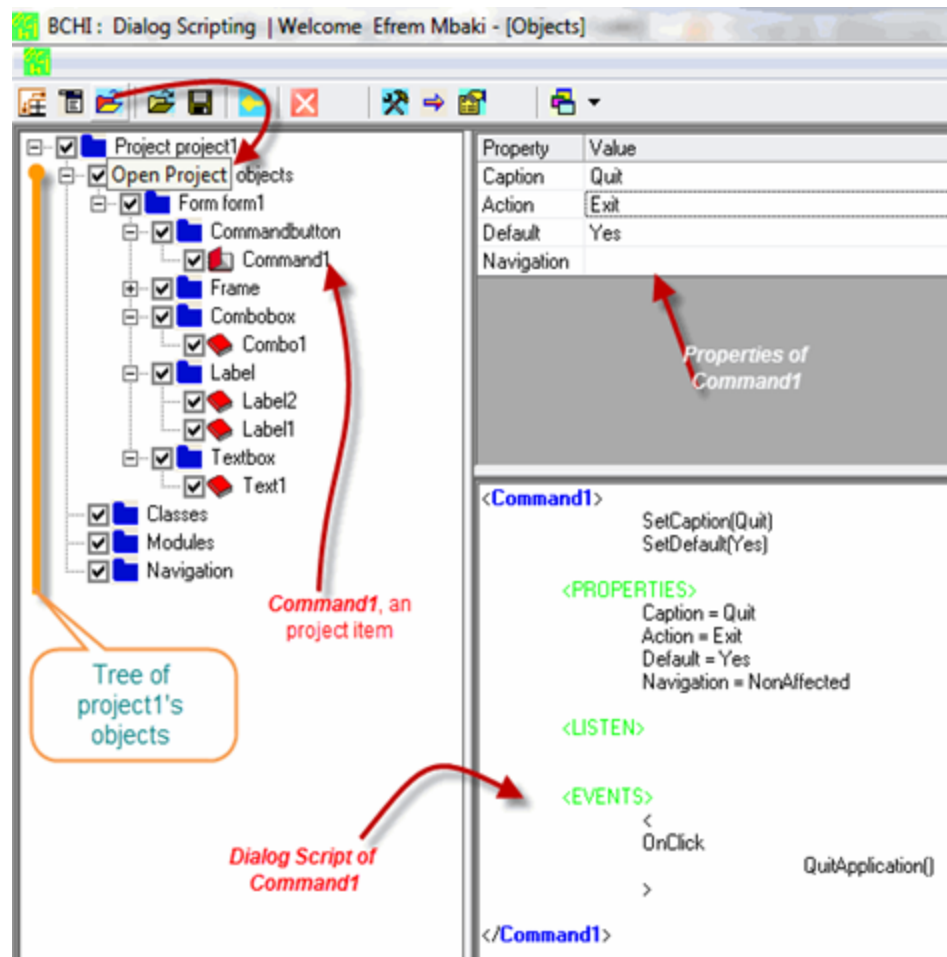 BCHI : Dialog Scripting | Welcome Efrem Mbaki - [Objects]
Project project1
Open Project objects
Form form1
Commandbutton
Command1
Frame
Combobox
Combo1
Label
Label2
Label1
Textbox
Text1
Classes
Modules
Navigation
Command1, an
project item
Tree of
project1's
objects
Dialog Script of
Command1
Property Value
Caption Quit
Action Exit
Default Yes
Navigation
Properties of
Command1
<Command1>
SetCaption(Quit)
SetDefault(Yes)
<PROPERTIES>
Caption = Quit
Action = Exit
Default = Yes
Navigation = NonAffected
<LISTEN>
<EVENTS>
<
OnClick
QuitApplication()
>
</Command1>